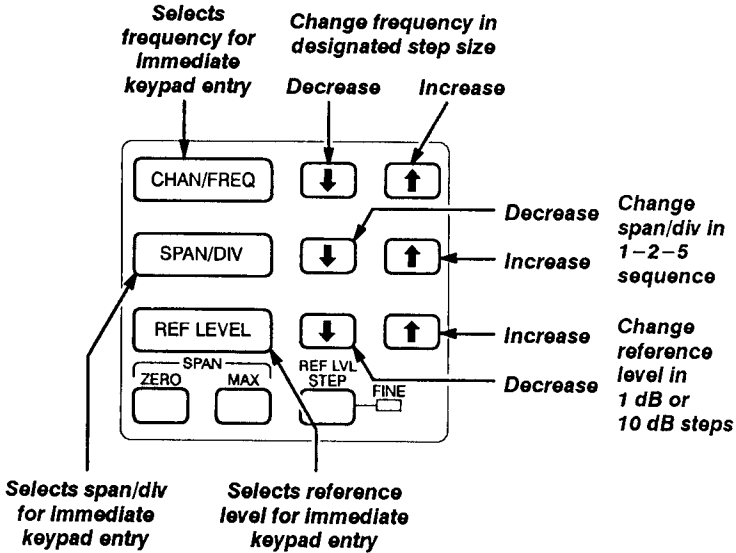 Selects
frequency for
immediate
keypad entry
Change frequency in
designated step size
Decrease
Increase
CHAN/FREQ
SPAN/DIV
Decrease
Increase
Change
span/div in
1-2-5
sequence
REF LEVEL
Increase
Decrease
Change
reference
level in
1 dB or
10 dB steps
SPAN
ZERO
MAX
REF LVL
STEP
FINE
Selects span/div
for immediate
keypad entry
Selects reference
level for immediate
keypad entry